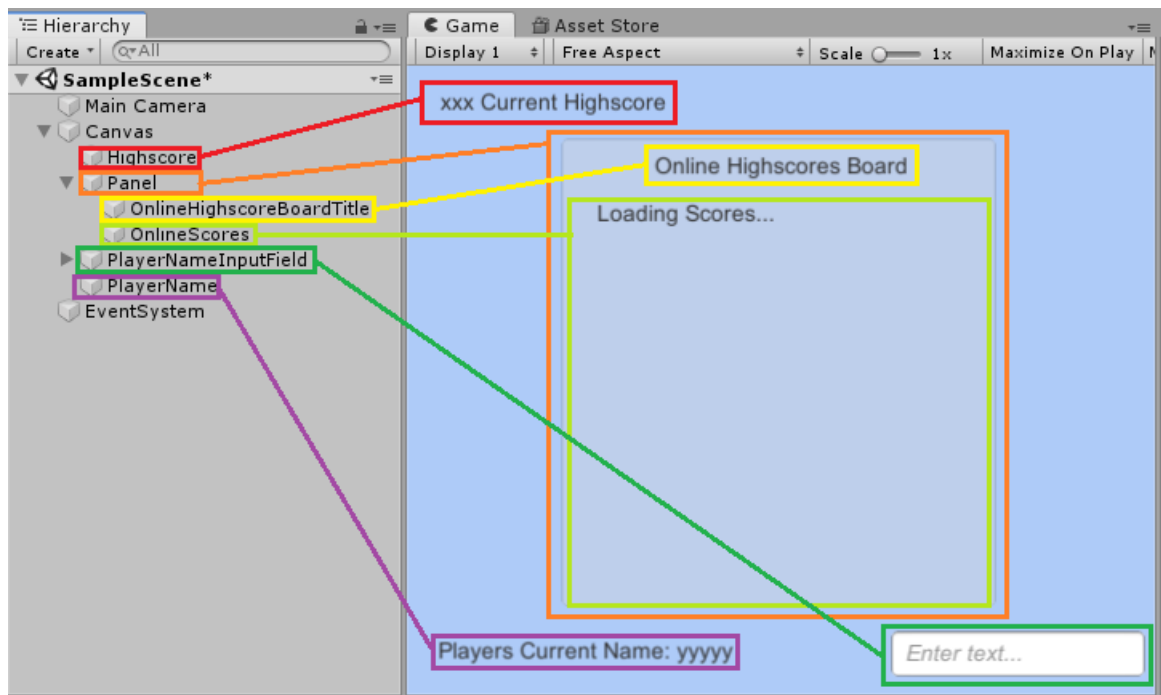 Hierarchy
Create
All
SampleScene*
Main Camera
Canvas
Highscore
Panel
OnlineHighscoreBoardTitle
OnlineScores
PlayerNameInputField
PlayerName
EventSystem
Game
Asset Store
Display 1
Free Aspect
Scale
1x
Maximize On Play
xxx Current Highscore
Online Highscores Board
Loading Scores...
Players Current Name: yyyyy
Enter text...